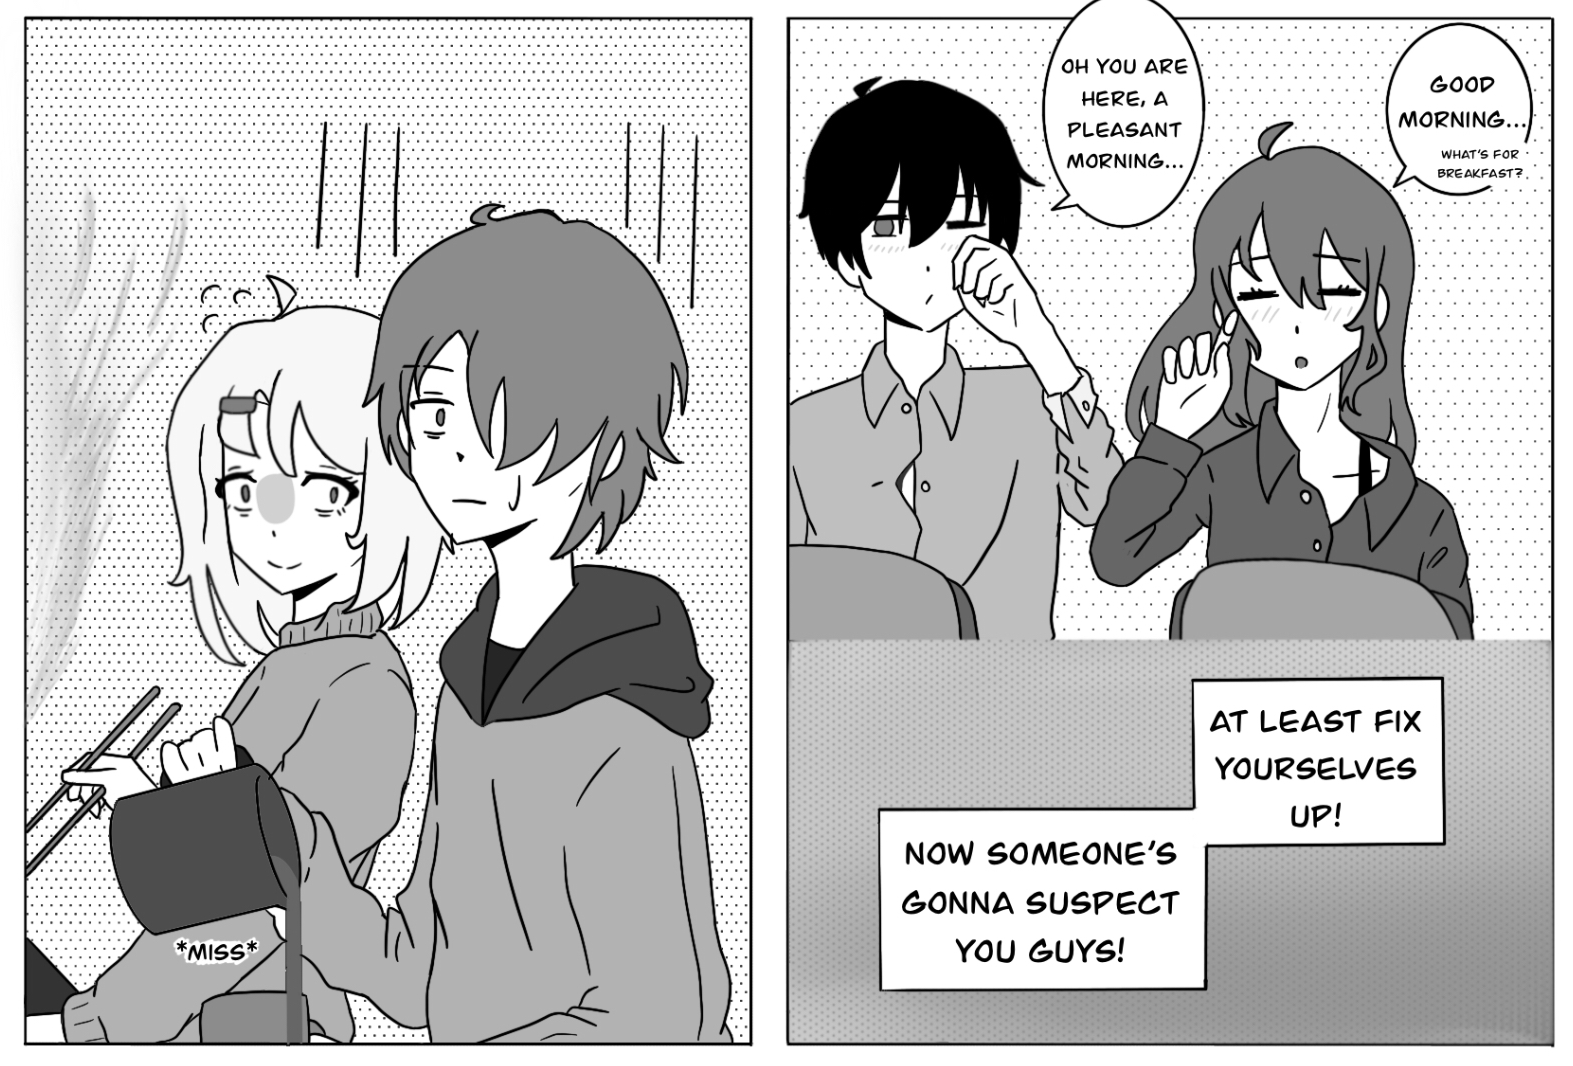 *MISS*
OH YOU ARE
HERE, A
PLEASANT
MORNING...
GOOD
MORNING...
WHAT'S FOR
BREAKFAST?
AT LEAST FIX
YOURSELVES
UP!
NOW SOMEONE'S
GONNA SUSPECT
YOU GUYS!